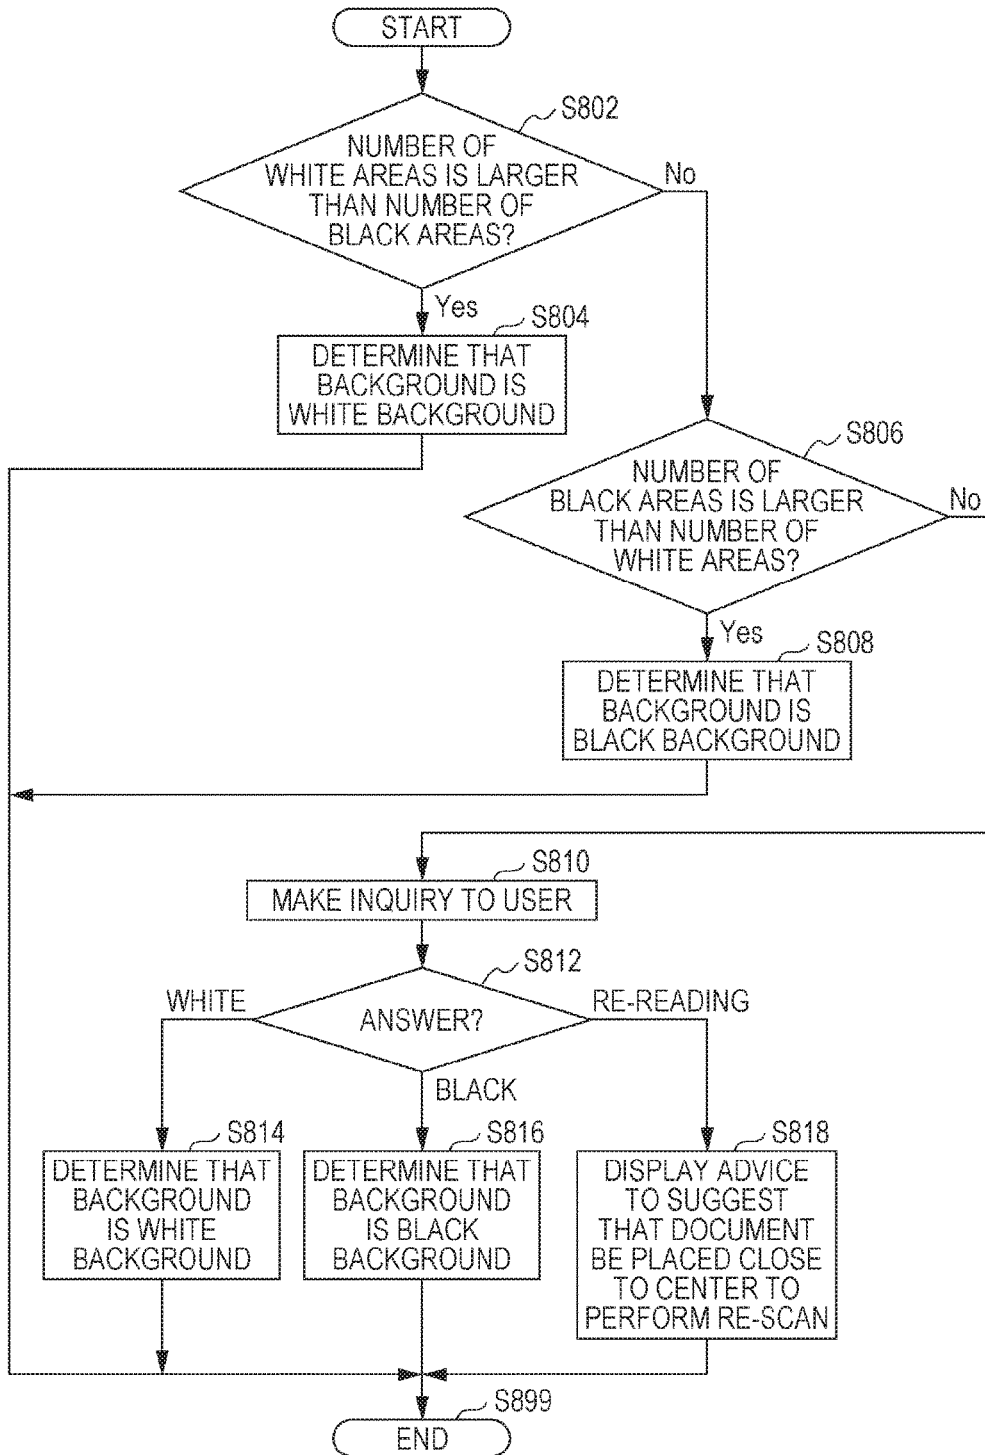 START
S802
NUMBER OF
WHITE AREAS IS LARGER
THAN NUMBER OF
BLACK AREAS?
No
Yes
S804
DETERMINE THAT
BACKGROUND IS
WHITE BACKGROUND
S806
NUMBER OF
BLACK AREAS IS LARGER
THAN NUMBER OF
WHITE AREAS?
No
Yes
S808
DETERMINE THAT
BACKGROUND IS
BLACK BACKGROUND
S810
MAKE INQUIRY TO USER
S812
ANSWER?
WHITE
RE-READING
BLACK
S814
DETERMINE THAT
BACKGROUND
IS WHITE
BACKGROUND
S816
DETERMINE THAT
BACKGROUND
IS BLACK
BACKGROUND
S818
DISPLAY ADVICE
TO SUGGEST
THAT DOCUMENT
BE PLACED CLOSE
TO CENTER TO
PERFORM RE-SCAN
S899
END